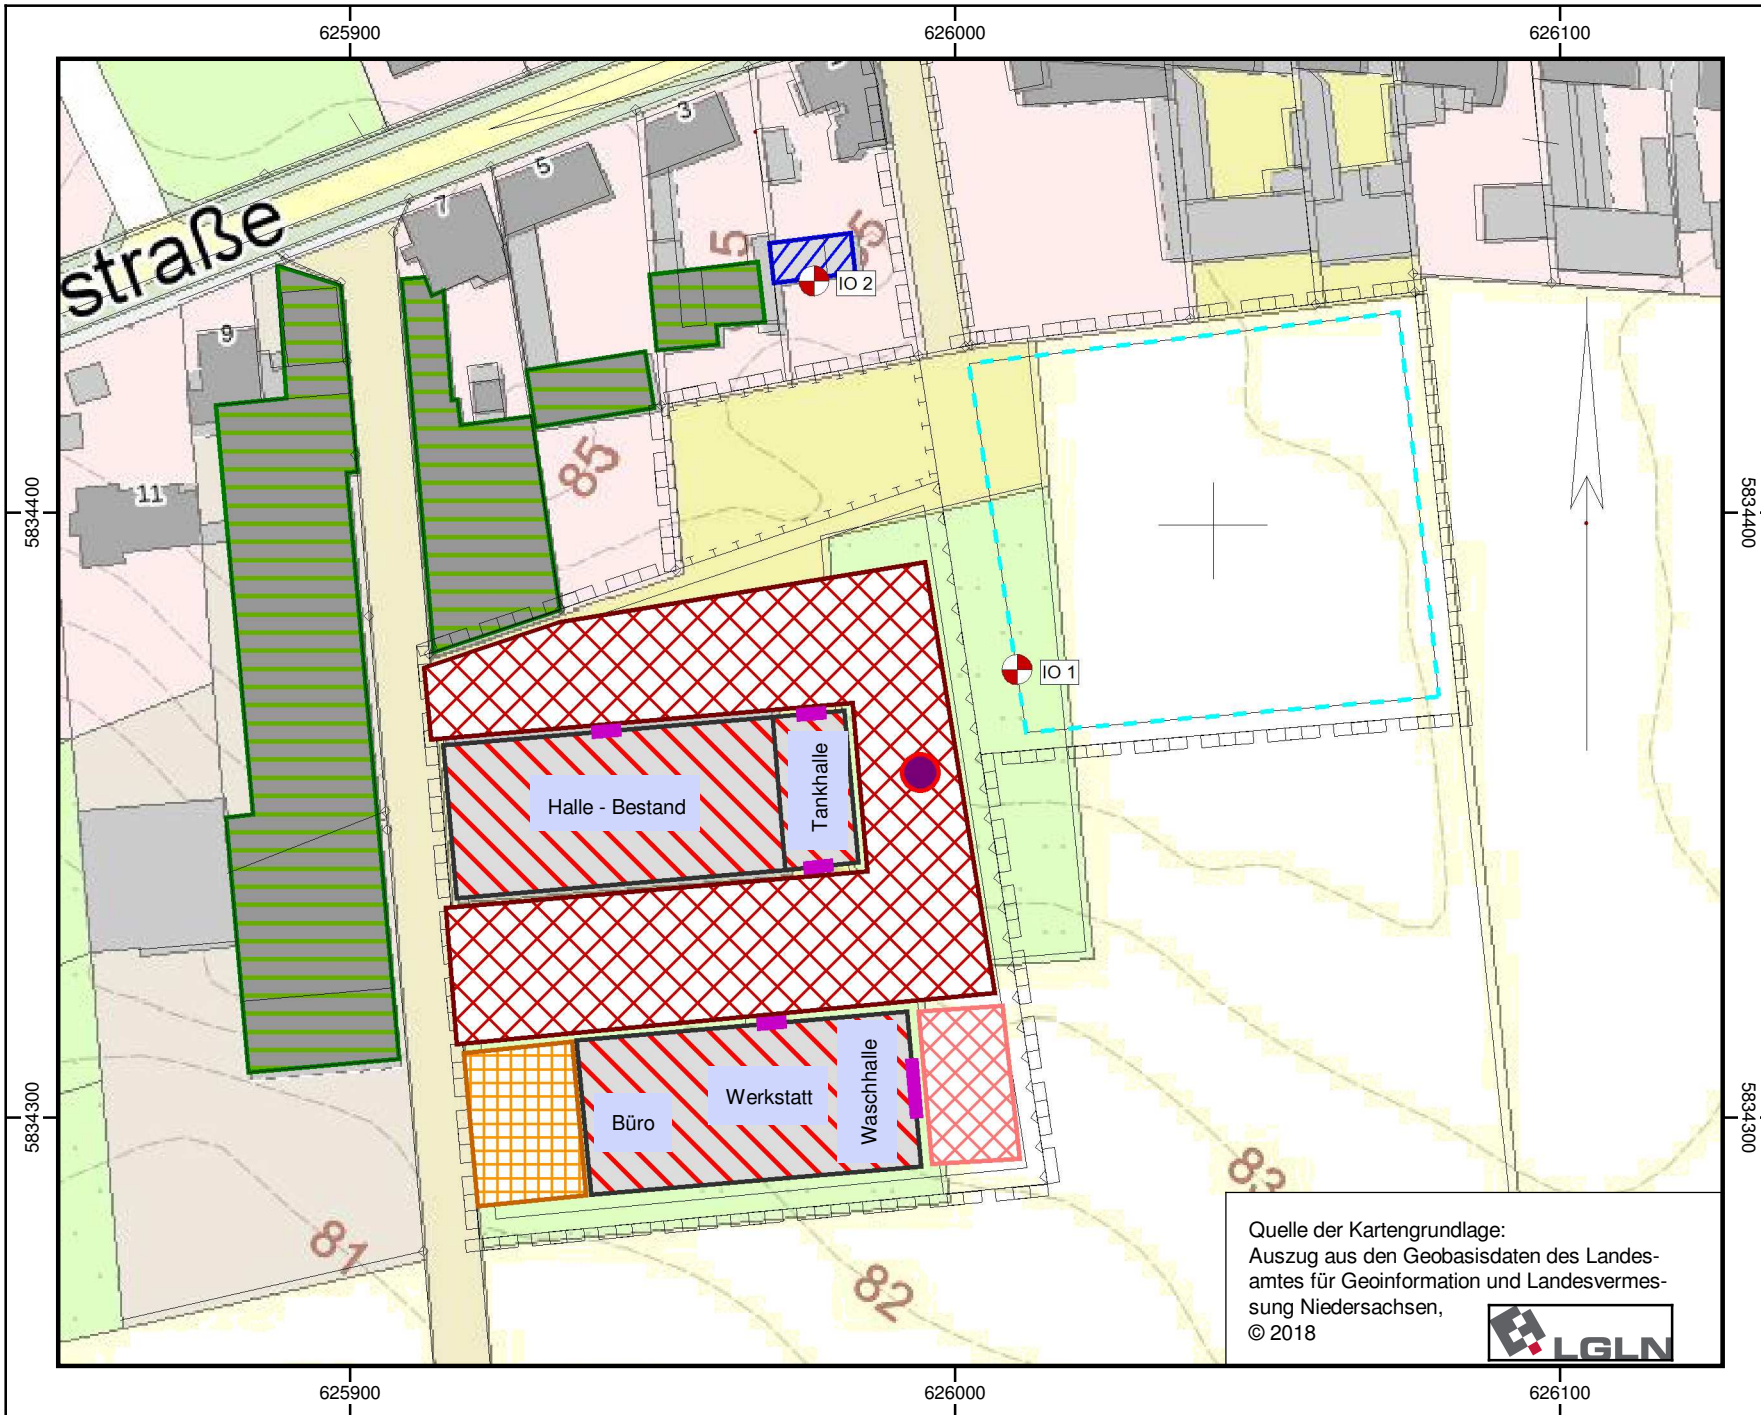 625900
626000
626100
3
5
7
straße
5
85
IO 2
9
85
11
5834400
5834400
IO 1
Halle - Bestand
Tankhalle
Werkstatt
Waschhalle
Büro
5834300
5834300
83
81
82
Quelle der Kartengrundlage:
Auszug aus den Geobasisdaten des Landes-
amtes für Geoinformation und Landesvermes-
sung Niedersachsen,
© 2018
LGLN
625900
626000
626100